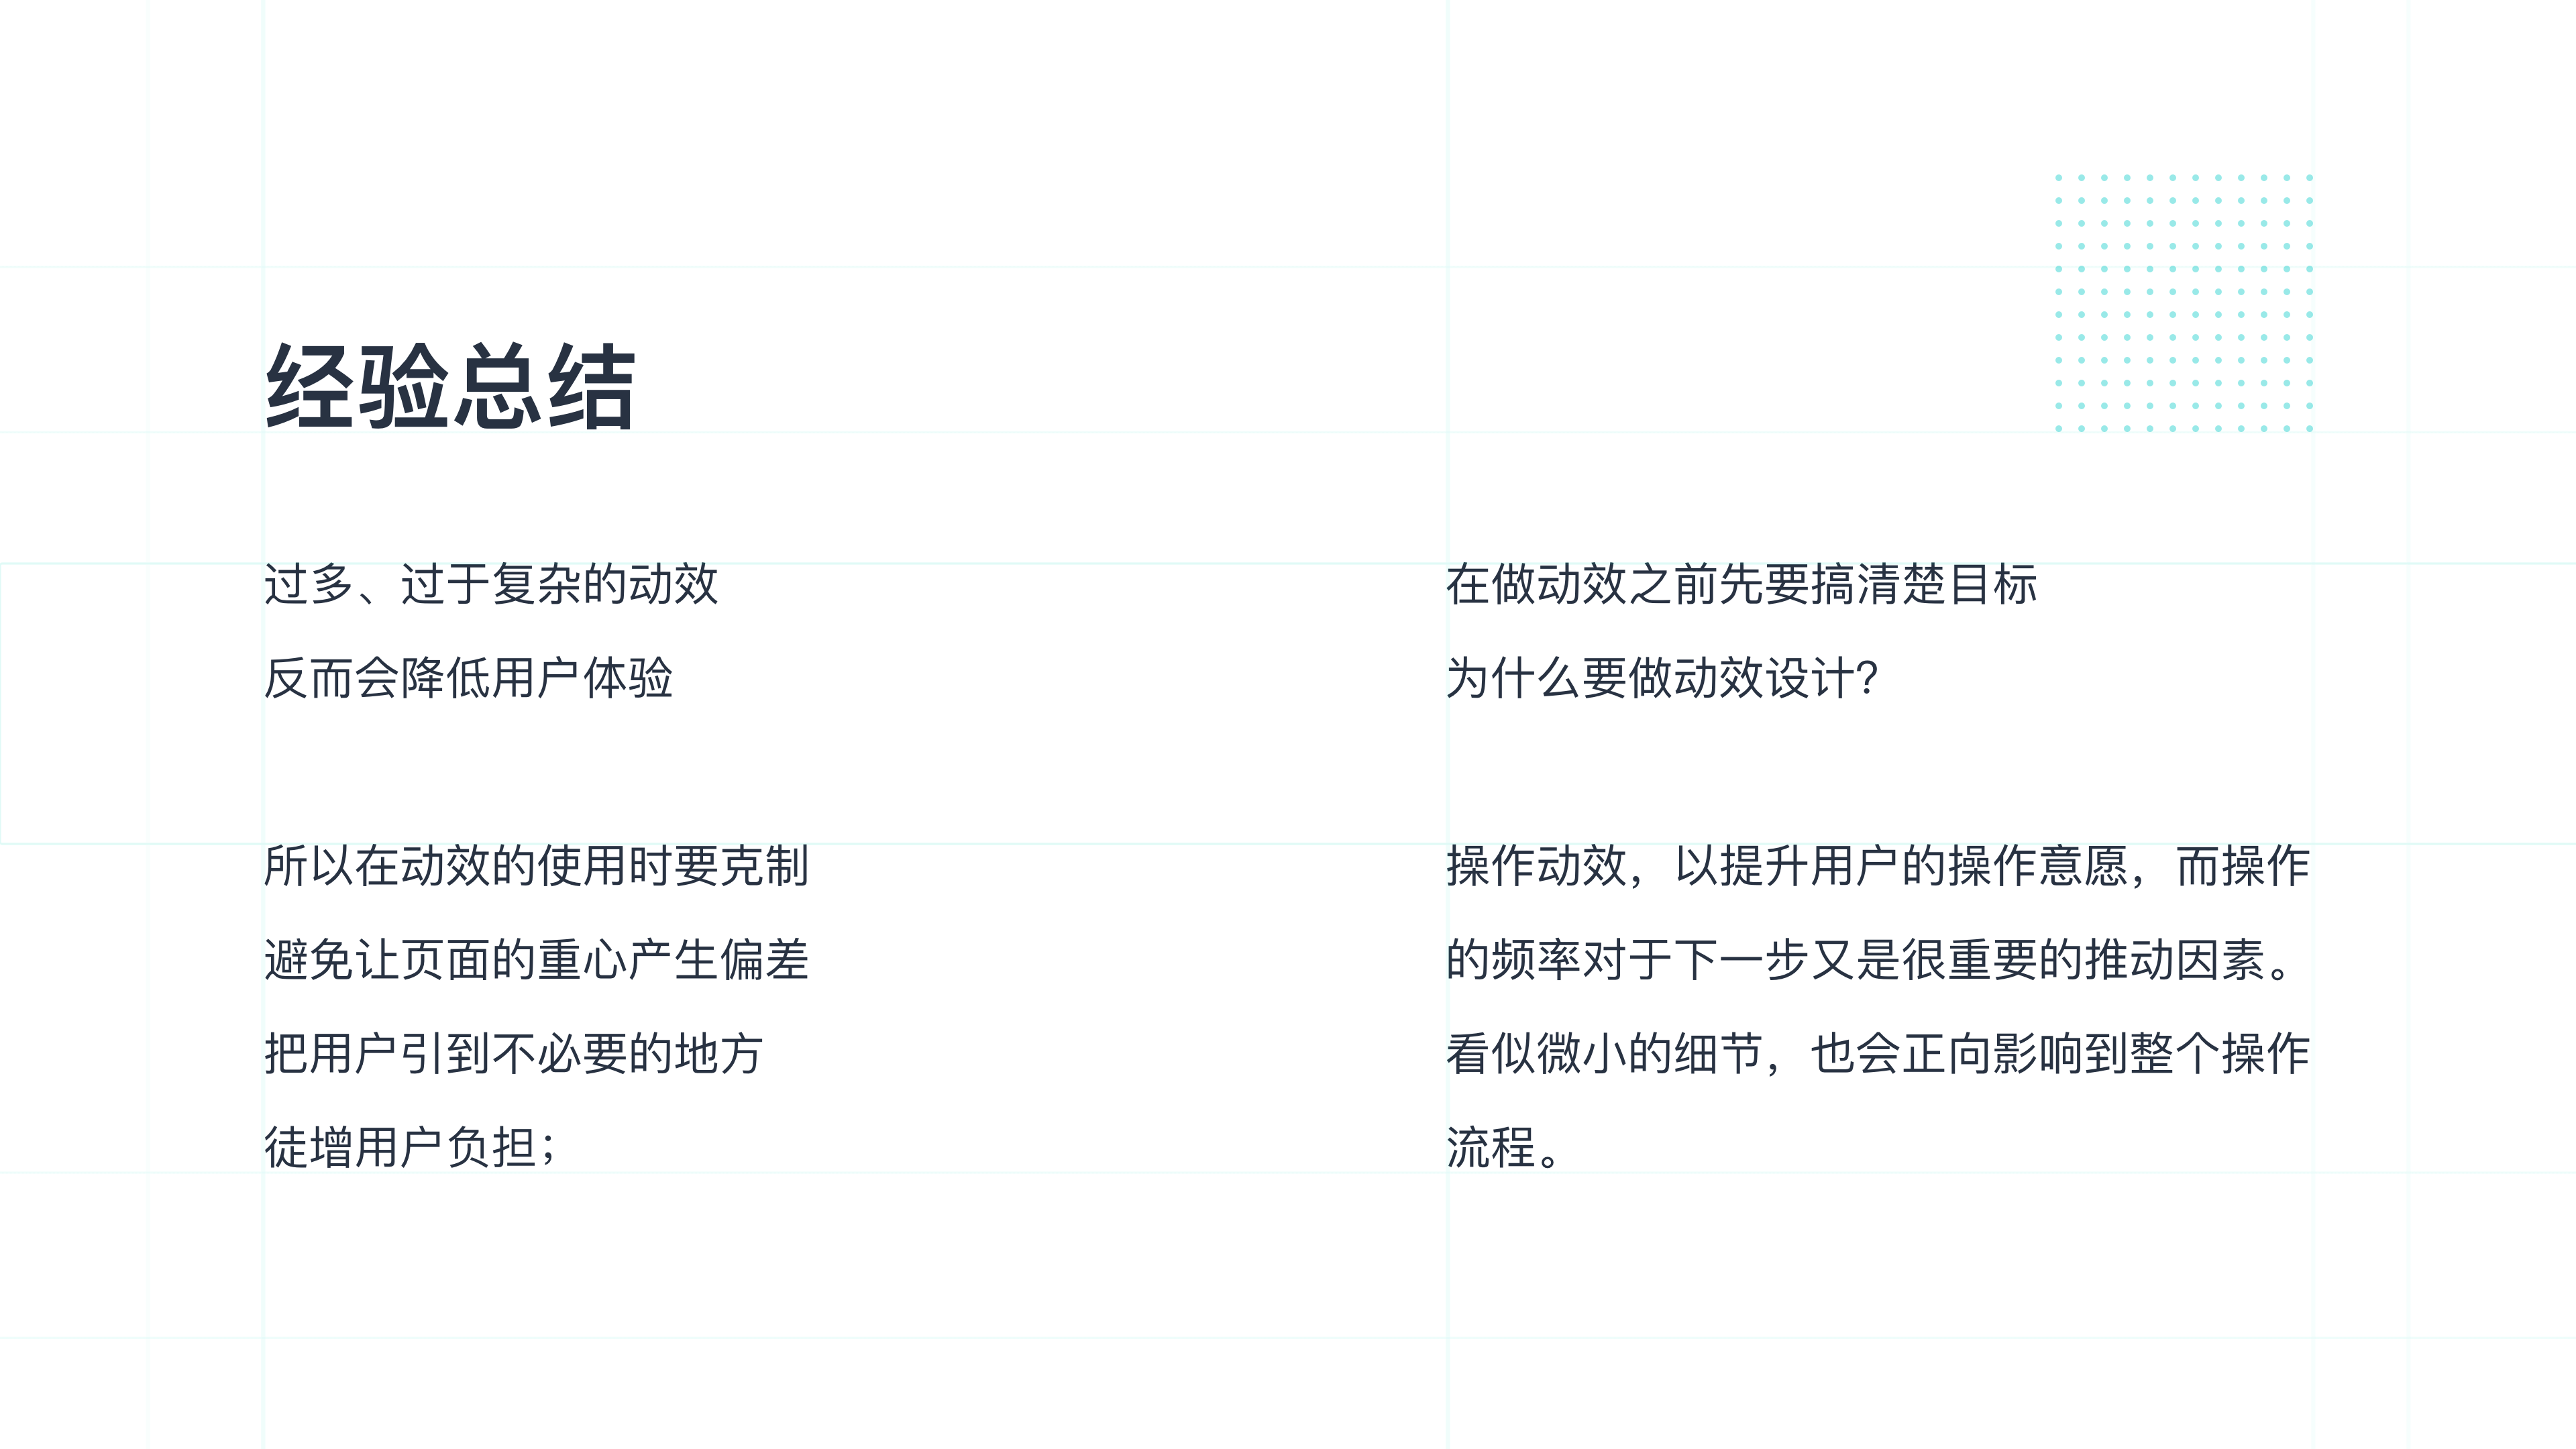 经验总结
过多、过于复杂的动效
反而会降低用户体验
所以在动效的使用时要克制
避免让页面的重心产生偏差
把用户引到不必要的地方
徒增用户负担；
在做动效之前先要搞清楚目标
为什么要做动效设计？
操作动效，以提升用户的操作意愿，而操作
的频率对于下一步又是很重要的推动因素。
看似微小的细节，也会正向影响到整个操作
流程。